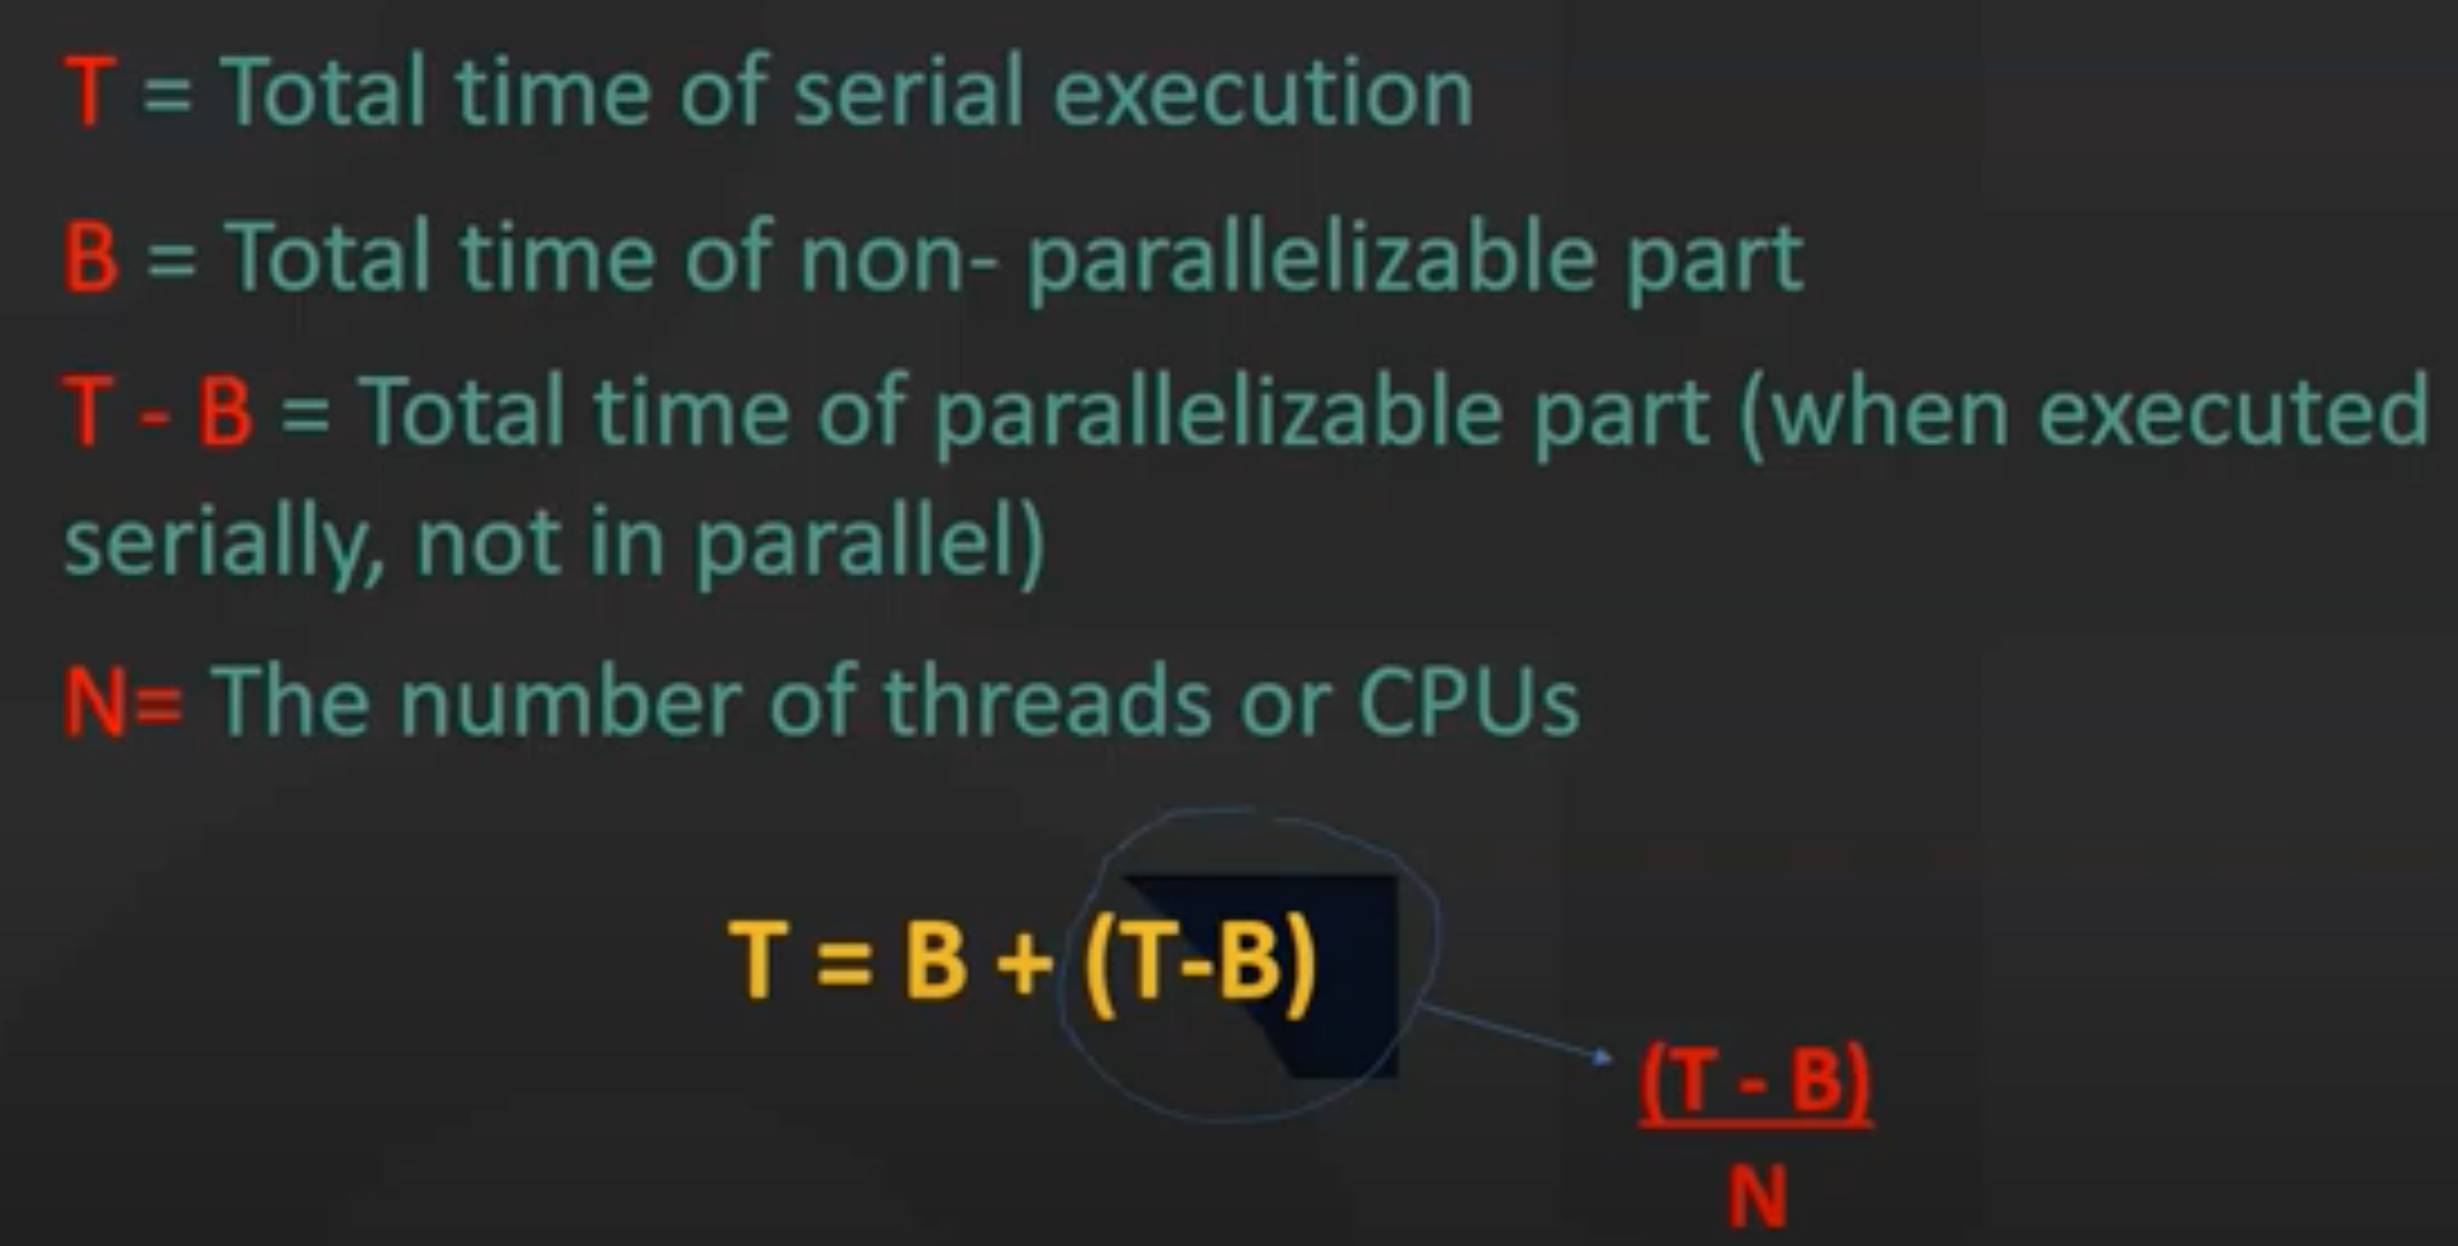 T = Total time of serial execution
B = Total time of non- parallelizable part
T - B = Total time of parallelizable part (when executed
serially, not in parallel)
N= The number of threads or CPUs
T = B + (T-B)
(T - B)
N